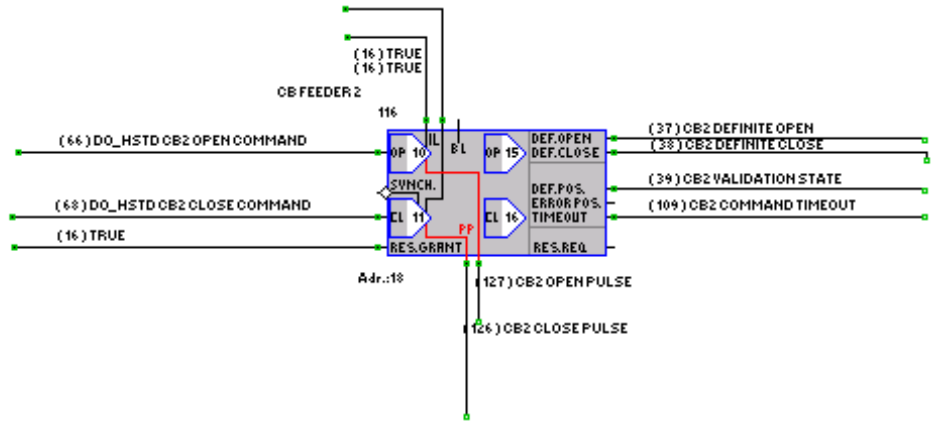 (16) TRUE
(16) TRUE
CB FEEDER 2
116
(66) DO_HSTD CB2 OPEN COMMAND
IL
BL
OP 10
OP 15
DEF.OPEN
DEF.CLOSE
(37) CB2 DEFINITE OPEN
(38) CB2 DEFINITE CLOSE
SYNCH.
DEF.POS.
ERROR POS.
TIMEOUT
(39) CB2 VALIDATION STATE
(109) CB2 COMMAND TIMEOUT
(68) DO_HSTD CB2 CLOSE COMMAND
CL 11
CL 16
PP
(16) TRUE
RES.GRANT
RES.REQ.
Adr.:18
127) CB2 OPEN PULSE
126) CB2 CLOSE PULSE